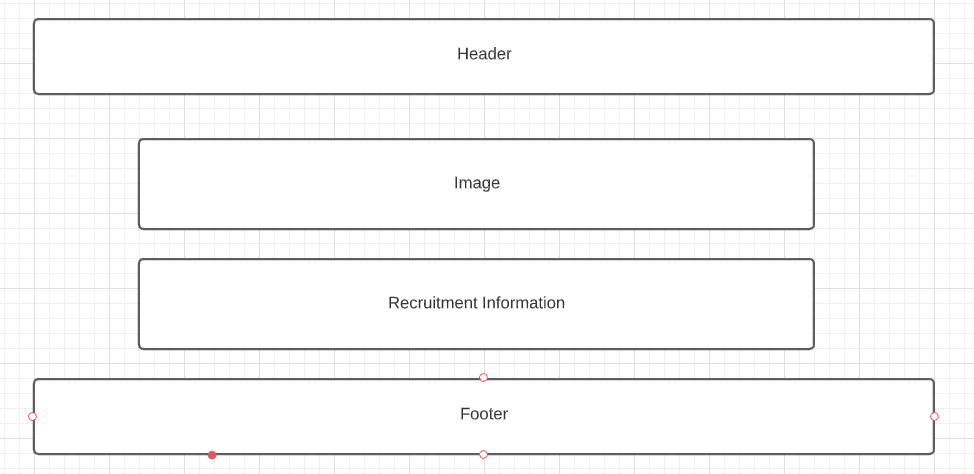 Header
Image
Recruitment Information
Footer